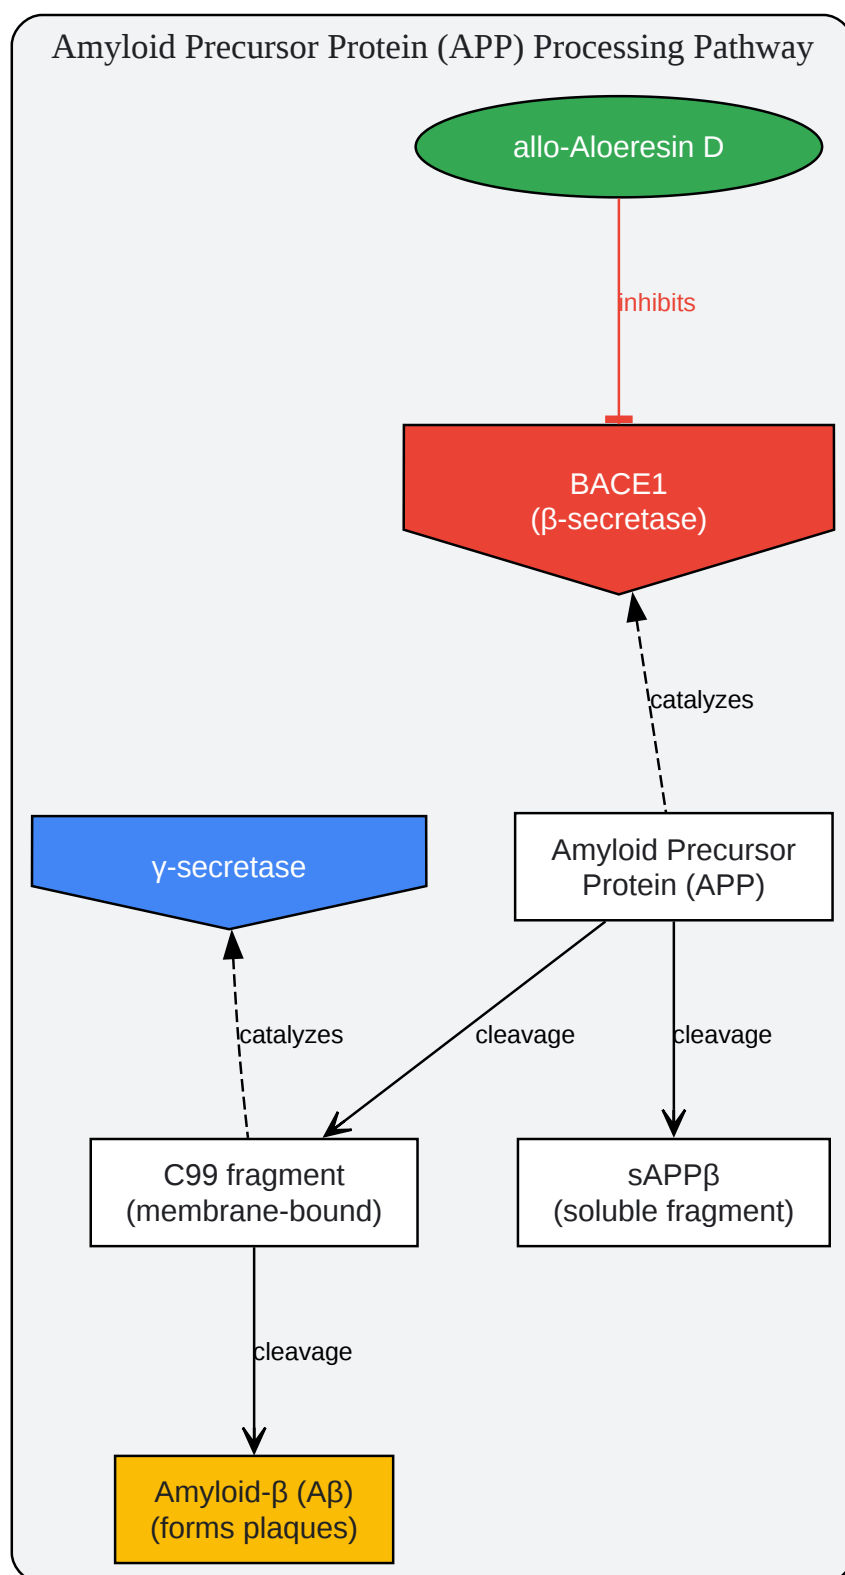 Amyloid Precursor Protein (APP) Processing Pathway
allo-Aloeresin D
inhibits
BACE1
(β-secretase)
catalyzes
γ-secretase
Amyloid Precursor
Protein (APP)
catalyzes
cleavage
cleavage
C99 fragment
(membrane-bound)
sAPPβ
(soluble fragment)
cleavage
Amyloid-β (Aβ)
(forms plaques)